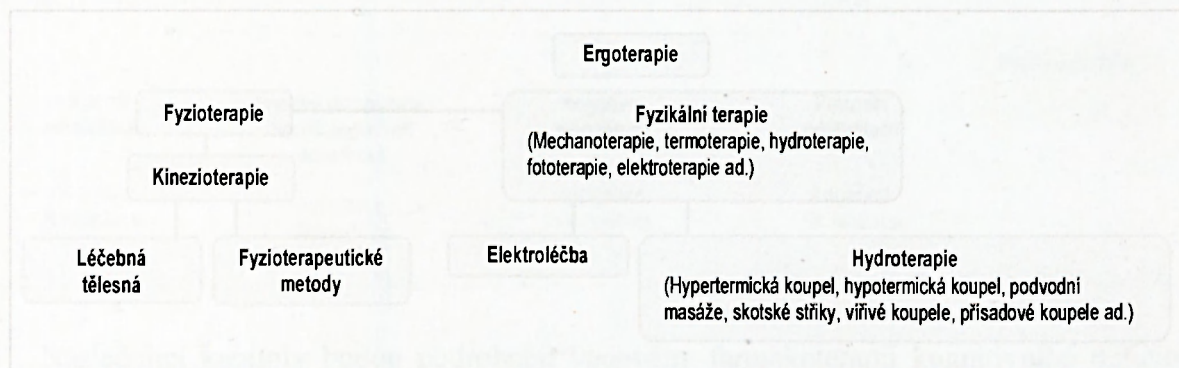 Ergoterapie
Fyzioterapie
Fyzikální terapie
(Mechanoterapie, termoterapie, hydroterapie,
fototerapie, elektroterapie ad.)
Kinezioterapie
Léčebná
tělesná
Fyzioterapeutické
metody
Elektroléčba
Hydroterapie
(Hypertermická koupel, hypotermická koupel, podvodní
masáže, skotské střiky, vířivé koupele, přísadové koupele ad.)